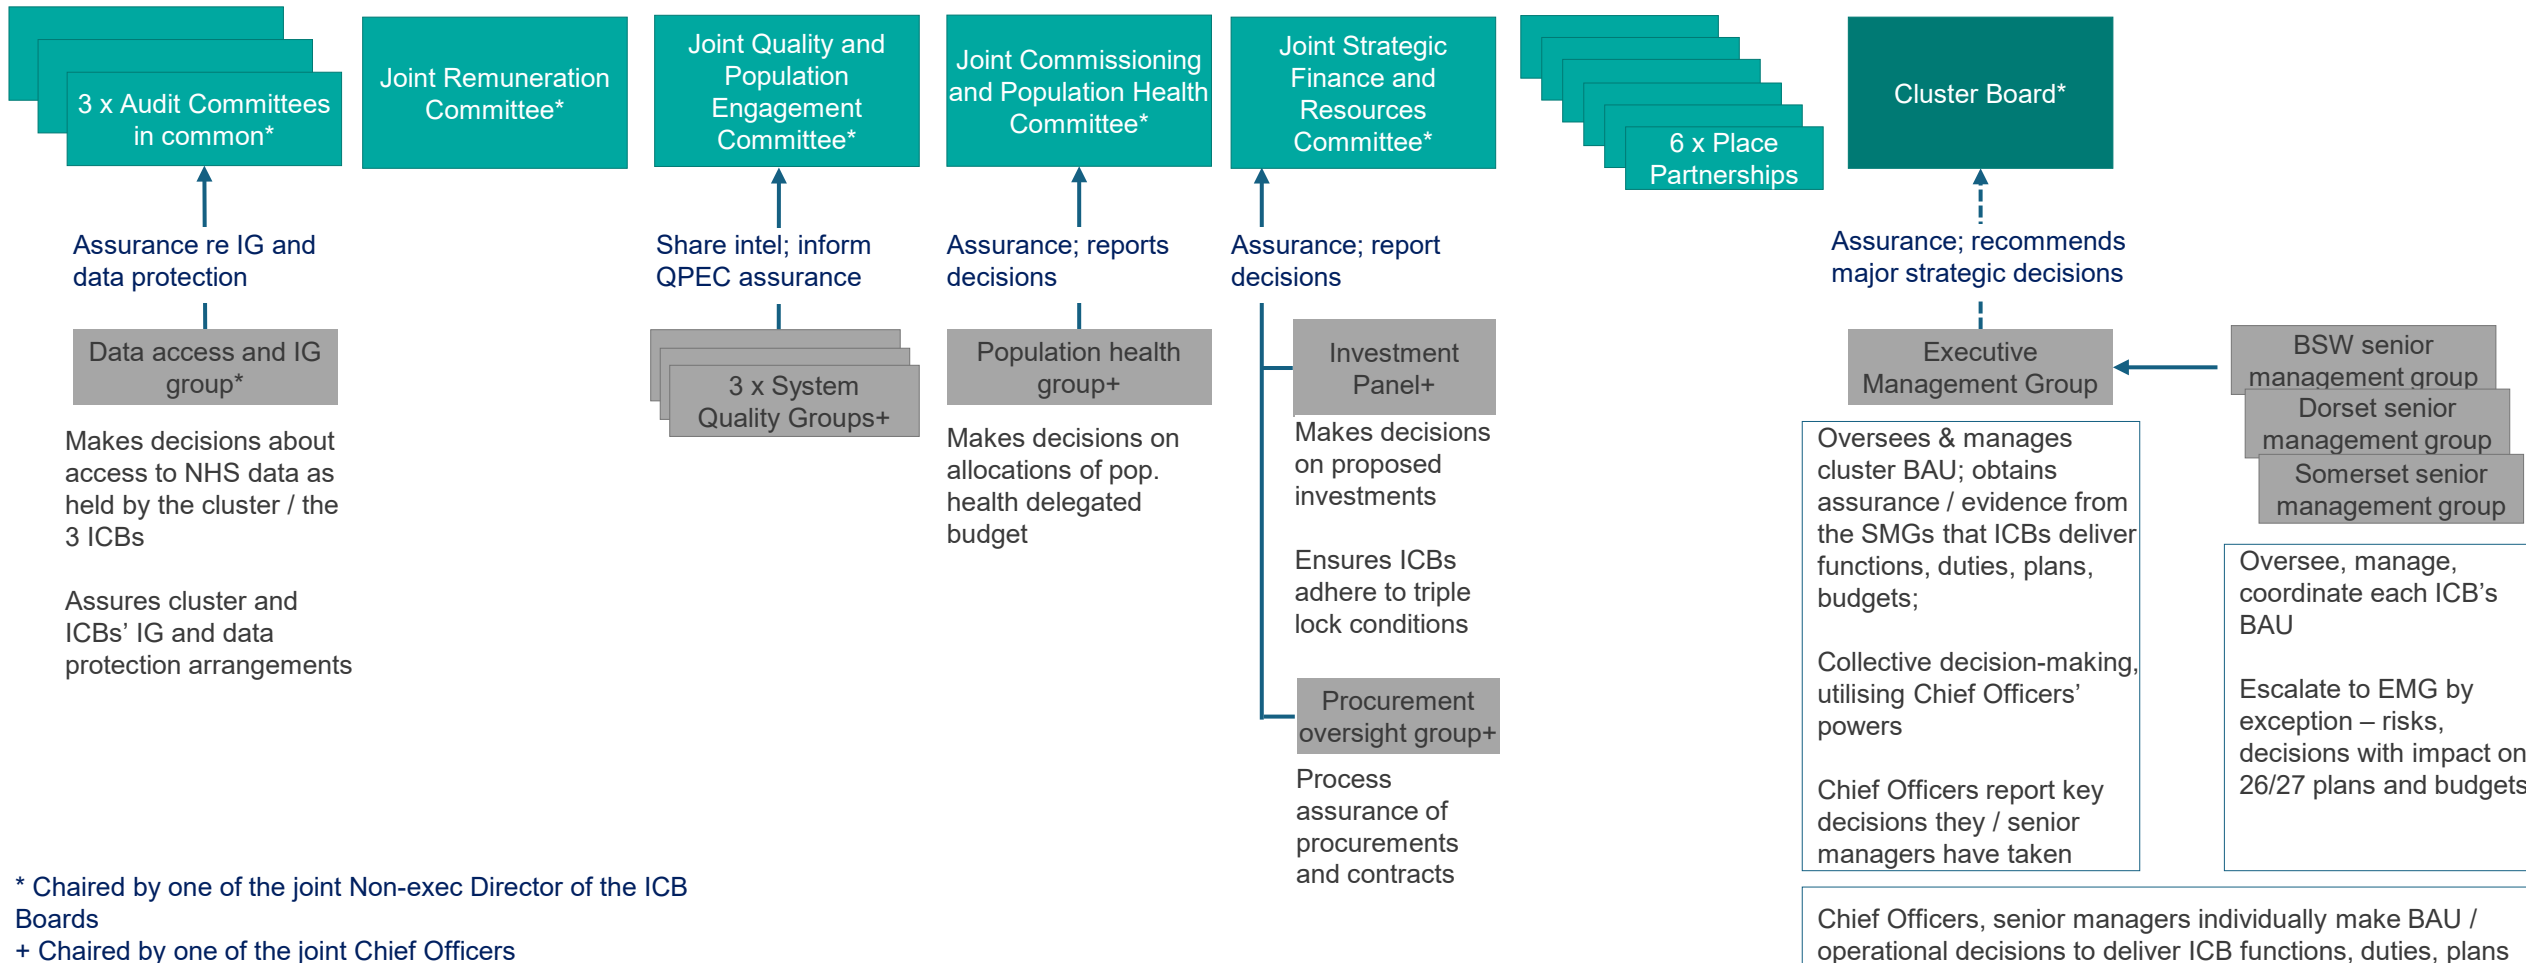 3 x Audit Committees
in common*
Joint Remuneration
Committee*
Joint Quality and
Population
Engagement
Committee*
Joint Commissioning
and Population Health
Committee*
Joint Strategic
Finance and
Resources
Committee*
6 x Place
Partnerships
Cluster Board*
Assurance re IG and
data protection
Share intel; inform
QPEC assurance
Assurance; reports
decisions
Assurance; report
decisions
Assurance; recommends
major strategic decisions
Data access and IG
group*
3 x System
Quality Groups+
Population health
group+
Investment
Panel+
Executive
Management Group
BSW senior
management group
Dorset senior
management group
Somerset senior
management group
Makes decisions about
access to NHS data as
held by the cluster / the
3 ICBs
Assures cluster and
ICBs’ IG and data
protection arrangements
Makes decisions on
allocations of pop.
health delegated
budget
Makes decisions
on proposed
investments
Ensures ICBs
adhere to triple
lock conditions
Procurement
oversight group+
Process
assurance of
procurements
and contracts
Oversees & manages
cluster BAU; obtains
assurance / evidence from
the SMGs that ICBs deliver
functions, duties, plans,
budgets;
Collective decision-making,
utilising Chief Officers’
powers
Chief Officers report key
decisions they / senior
managers have taken
Oversee, manage,
coordinate each ICB’s
BAU
Escalate to EMG by
exception – risks,
decisions with impact on
26/27 plans and budgets
* Chaired by one of the joint Non-exec Director of the ICB
Boards
+ Chaired by one of the joint Chief Officers
Chief Officers, senior managers individually make BAU /
operational decisions to deliver ICB functions, duties, plans